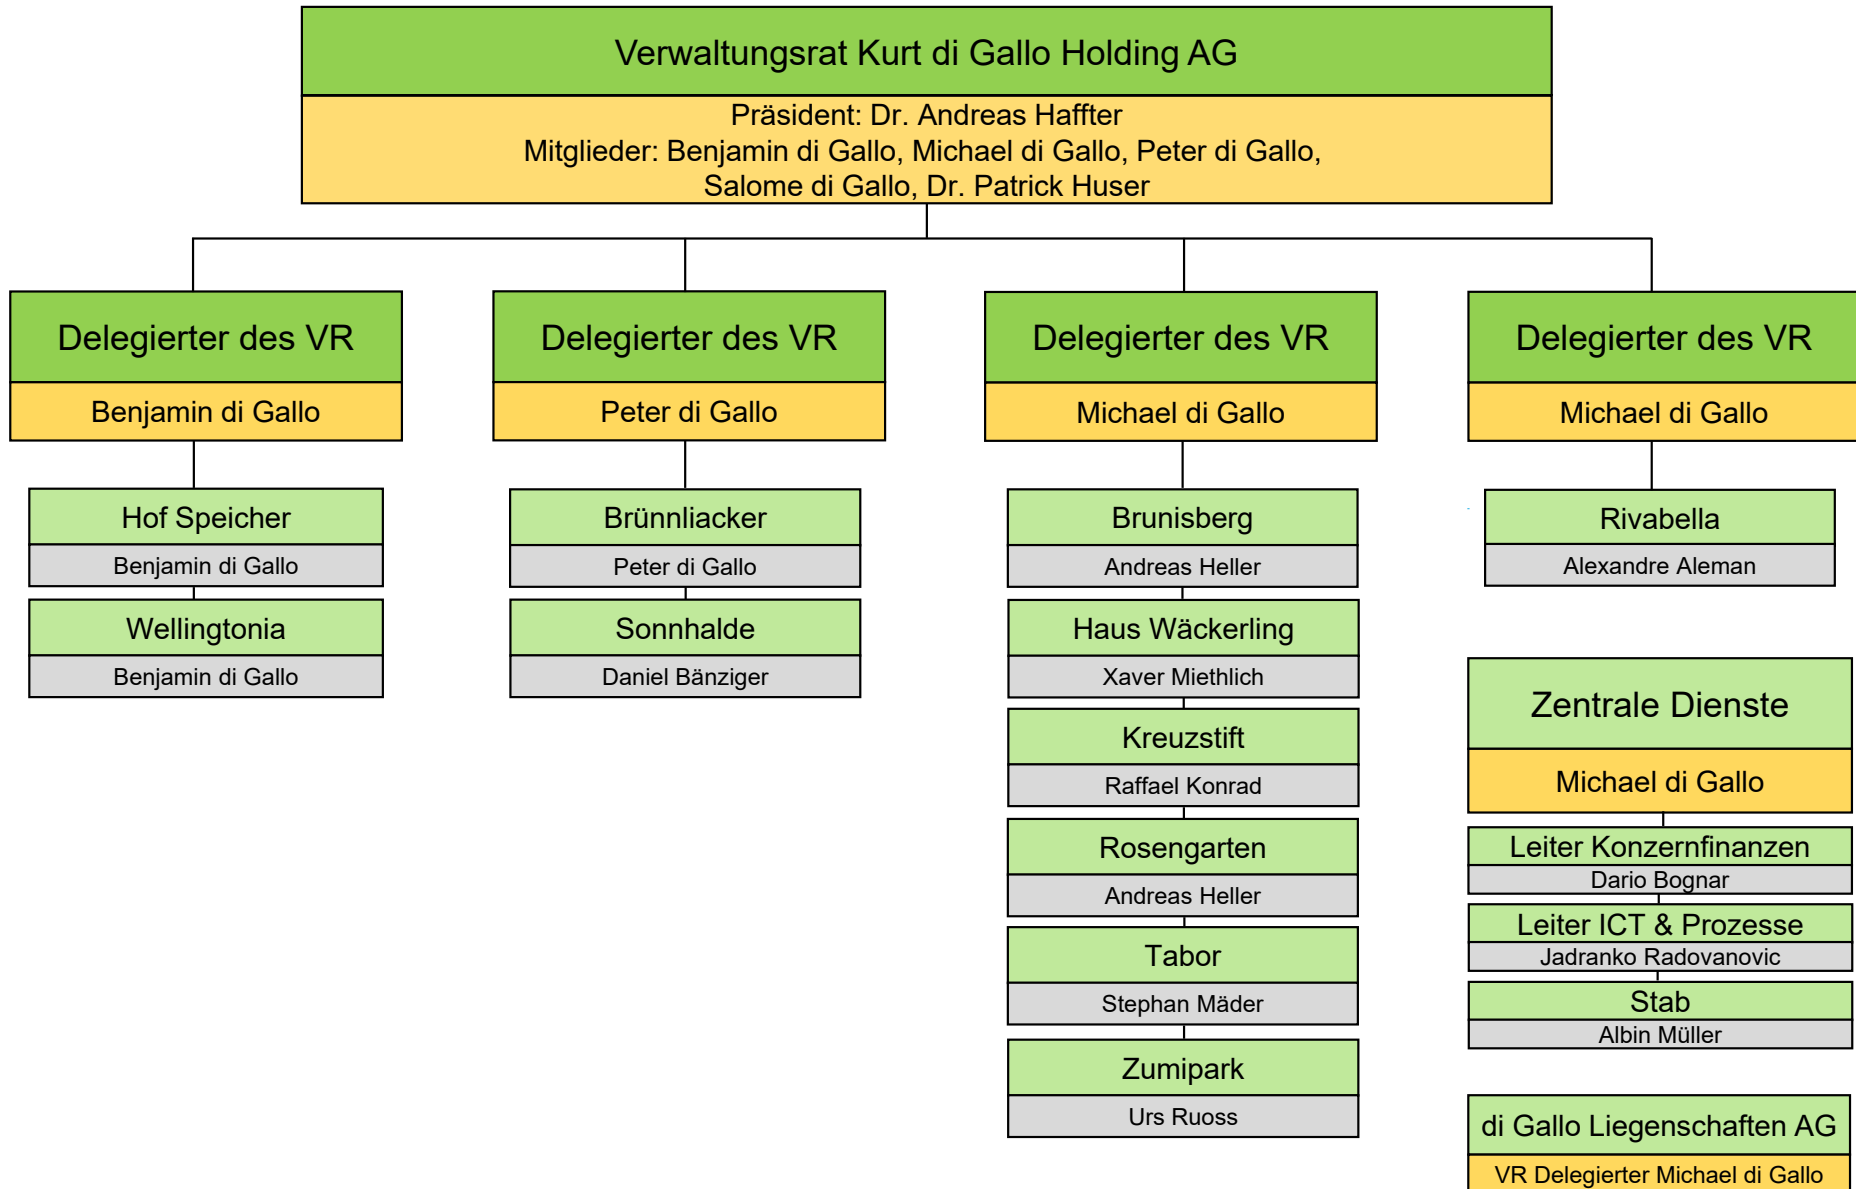 Verwaltungsrat Kurt di Gallo Holding AG
Präsident: Dr. Andreas Haffter
Mitglieder: Benjamin di Gallo, Michael di Gallo, Peter di Gallo,
Salome di Gallo, Dr. Patrick Huser
Delegierter des VR
Benjamin di Gallo
Hof Speicher
Benjamin di Gallo
Wellingtonia
Benjamin di Gallo
Delegierter des VR
Peter di Gallo
Brünnliacker
Peter di Gallo
Sonnhalde
Daniel Bänziger
Delegierter des VR
Michael di Gallo
Brunisberg
Andreas Heller
Haus Wäckerling
Xaver Miethlich
Kreuzstift
Raffael Konrad
Rosengarten
Andreas Heller
Tabor
Stephan Mäder
Zumipark
Urs Ruoss
Delegierter des VR
Michael di Gallo
Rivabella
Alexandre Aleman
Zentrale Dienste
Michael di Gallo
Leiter Konzernfinanzen
Dario Bognar
Leiter ICT & Prozesse
Jadranko Radovanovic
Stab
Albin Müller
di Gallo Liegenschaften AG
VR Delegierter Michael di Gallo